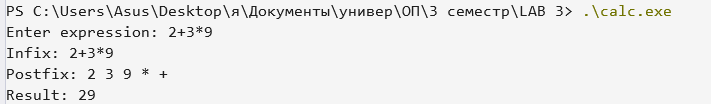 PS C:\Users\Asus\Desktop\я\Документы\универ\ОП\3 семестр\LAB 3> .\calc.exe
Enter expression: 2+3*9
Infix: 2+3*9
Postfix: 2 3 9 * +
Result: 29